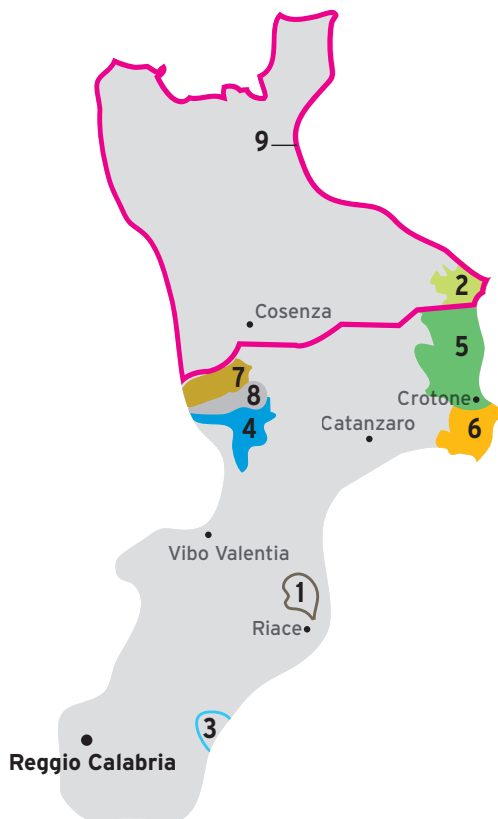 9
2
Cosenza
5
7
8
Crotone
4
Catanzaro
6
Vibo Valentia
1
Riace
3
Reggio Calabria